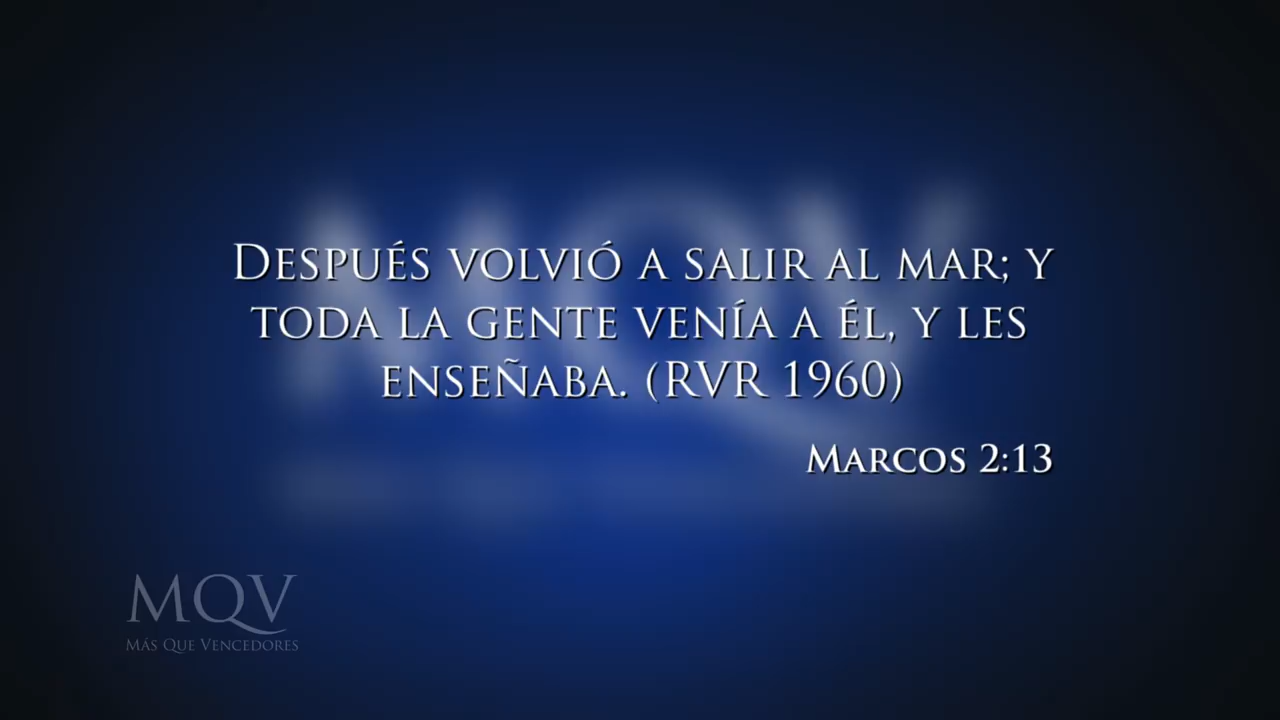 Después volvió a salir al mar; y
toda la gente venía a él, y les
enseñaba. (RVR 1960)
Marcos 2:13
MQV
Más Que Vencedores